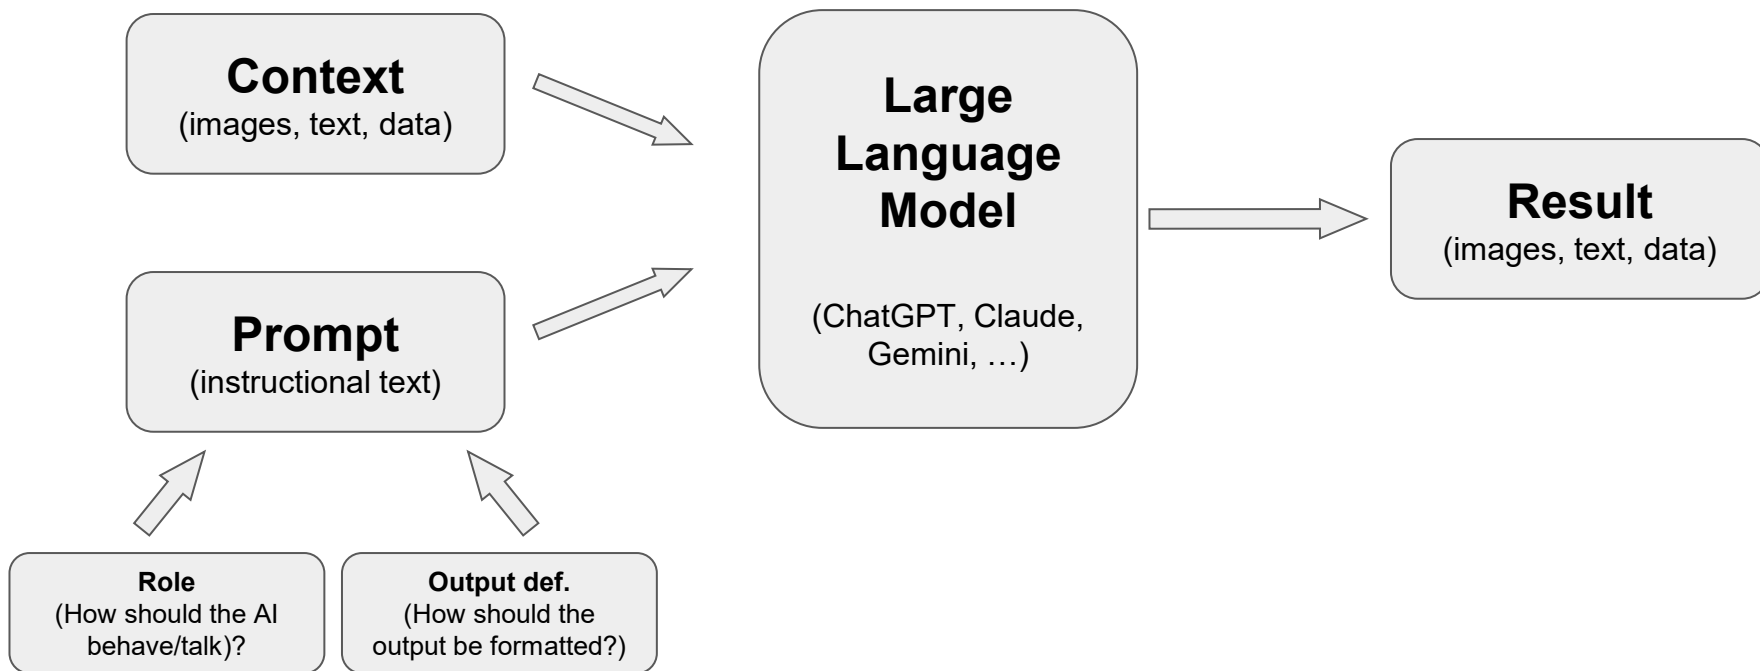 Context
(images, text, data)
Prompt
(instructional text)
Role
(How should the AI
behave/talk)?
Output def.
(How should the
output be formatted?)
Large
Language
Model
(ChatGPT, Claude,
Gemini, …)
Result
(images, text, data)